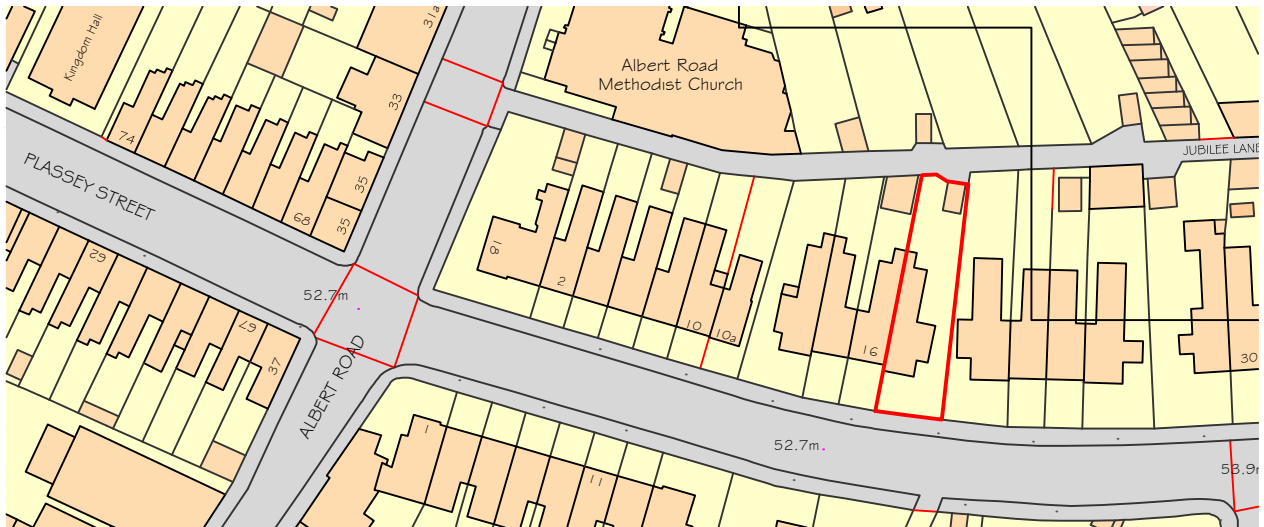 Kingdom Hall
31a
Albert Road
Methodist Church
33
74
JUBILEE LANE
PLASSEY STREET
35
68
35
18
62
2
52.7m
67
10
10a
16
30
37
ALBERT ROAD
1
52.7m
11
53.9m